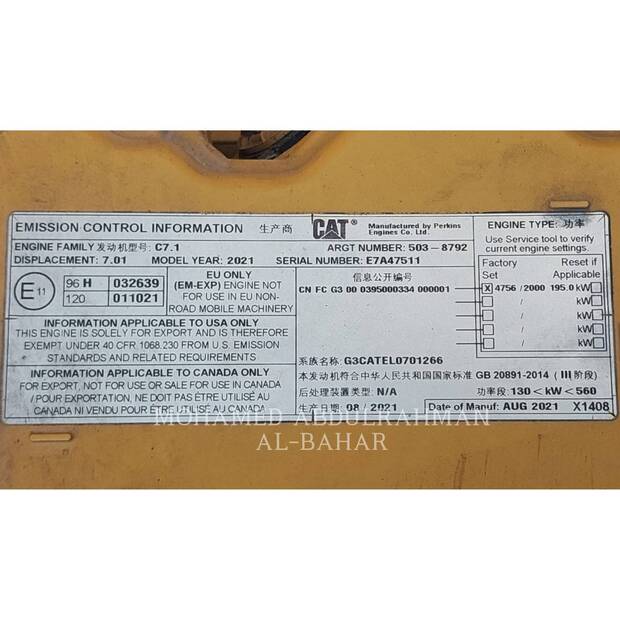 EMISSION CONTROL INFORMATION 生产商 CAT Manufactured by Perkins Engines Co. Ltd.
ENGINE FAMILY 发动机型号: C7.1 ARGT NUMBER: 503-8792
DISPLACEMENT: 7.01 MODEL YEAR: 2021 SERIAL NUMBER: E7A47511
E 11
96 H 032639
120 011021
EU ONLY
(EM-EXP) ENGINE NOT
FOR USE IN EU NON-
ROAD MOBILE MACHINERY
INFORMATION APPLICABLE TO USA ONLY
THIS ENGINE IS SOLELY FOR EXPORT AND IS THEREFORE
EXEMPT UNDER 40 CFR 1068.230 FROM US EMISSION
STANDARDS AND RELATED REQUIREMENTS
INFORMATION APPLICABLE TO CANADA ONLY
FOR EXPORT, NOT FOR USE OR SALE FOR USE IN CANADA
/ POUR EXPORTATION, N'EST PAS DESTINÉ À UTILISATION
AU CANADA NI VENDU POUR ÊTRE UTILISÉ AU CANADA.
信息公开编号
CN FC G3 00 0395000334 000001
系族名称: G3CATEL0701266
本发动机符合中华人民共和国国家标准 GB 20891-2014 ( III 阶段)
后处理装置类型: N/A 功率段: 130 < kW < 560
生产日期: 08 / 2021 Date of Manuf: AUG 2021 X1408
ENGINE TYPE: 功率
Use Service tool to verify
current engine settings.
Factory Set Reset if Applicable
X 4756 / 2000 195.0 kW
/ kW
/ kW
/ kW
/ kW
MOHAMED ABDULRAHMAN
AL-BAHAR